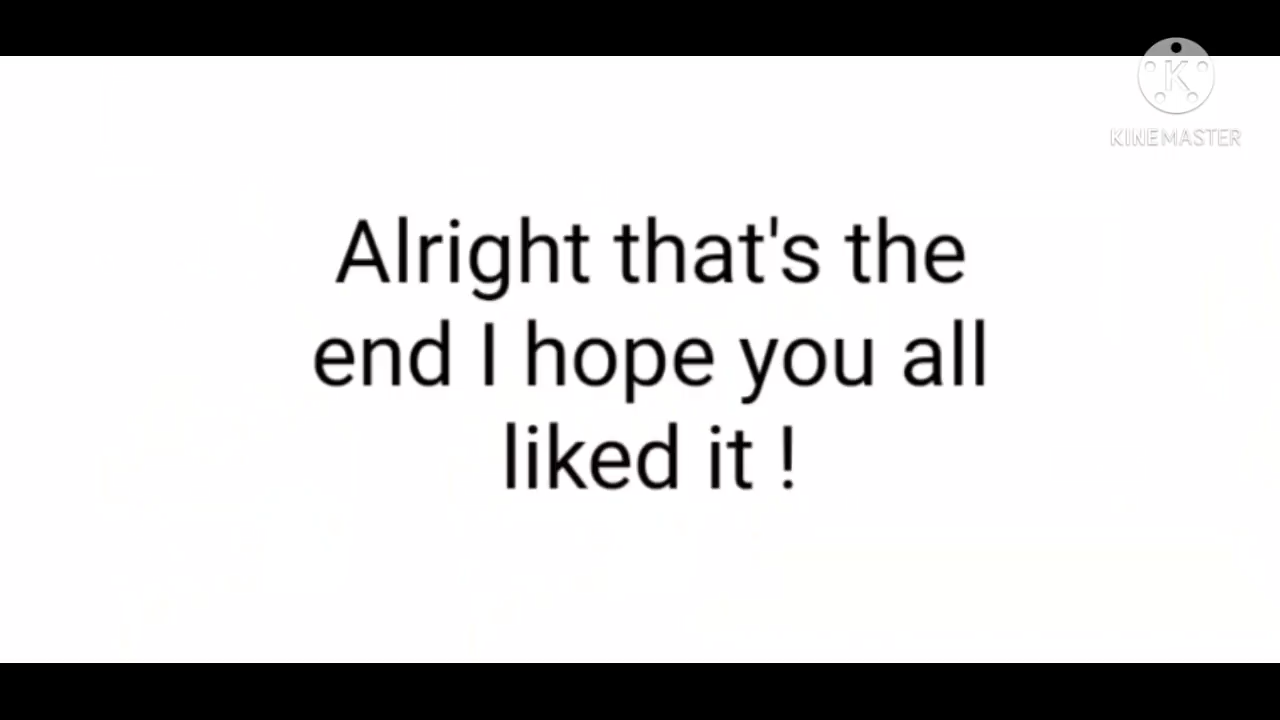 K
KINEMASTER
Alright that's the
end I hope you all
liked it !